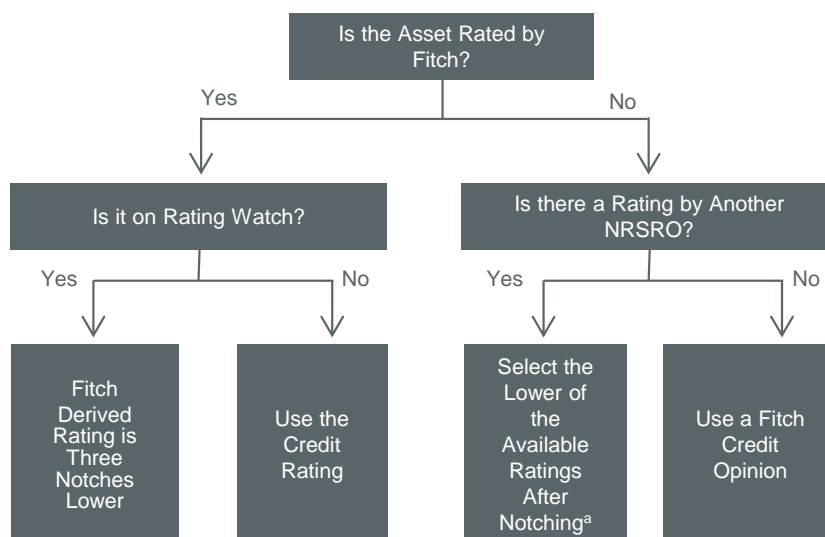 Is the Asset Rated by
Fitch?
Yes
No
Is it on Rating Watch?
Is there a Rating by Another
NRSRO?
Yes
No
Yes
No
Fitch
Derived
Rating is
Three
Notches
Lower
Use the
Credit
Rating
Select the
Lower of
the
Available
Ratings
After
Notchingᵃ
Use a Fitch
Credit
Opinion